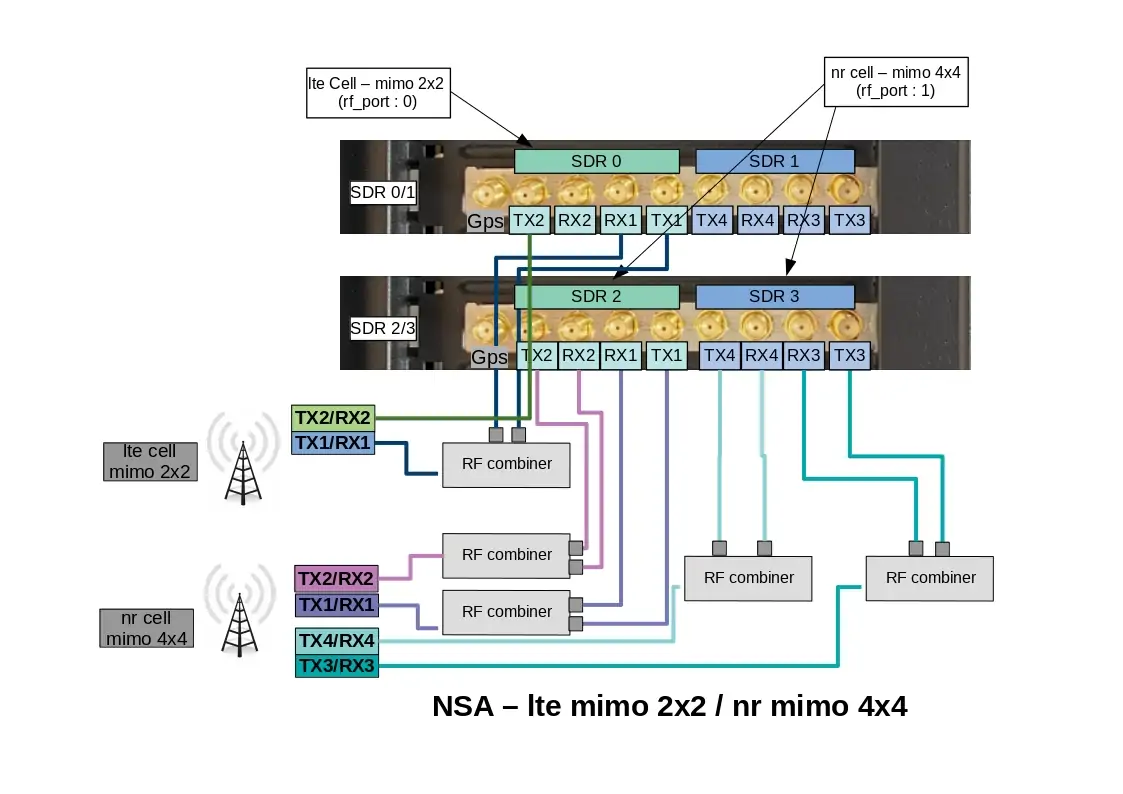 lte Cell – mimo 2x2
(rf_port : 0)
nr cell – mimo 4x4
(rf_port : 1)
SDR 0
SDR 1
SDR 0/1
Gps
TX2
RX2
RX1
TX1
TX4
RX4
RX3
TX3
SDR 2
SDR 3
SDR 2/3
Gps
TX2
RX2
RX1
TX1
TX4
RX4
RX3
TX3
TX2/RX2
TX1/RX1
lte cell
mimo 2x2
RF combiner
RF combiner
TX2/RX2
TX1/RX1
RF combiner
RF combiner
RF combiner
nr cell
mimo 4x4
TX4/RX4
TX3/RX3
NSA – lte mimo 2x2 / nr mimo 4x4